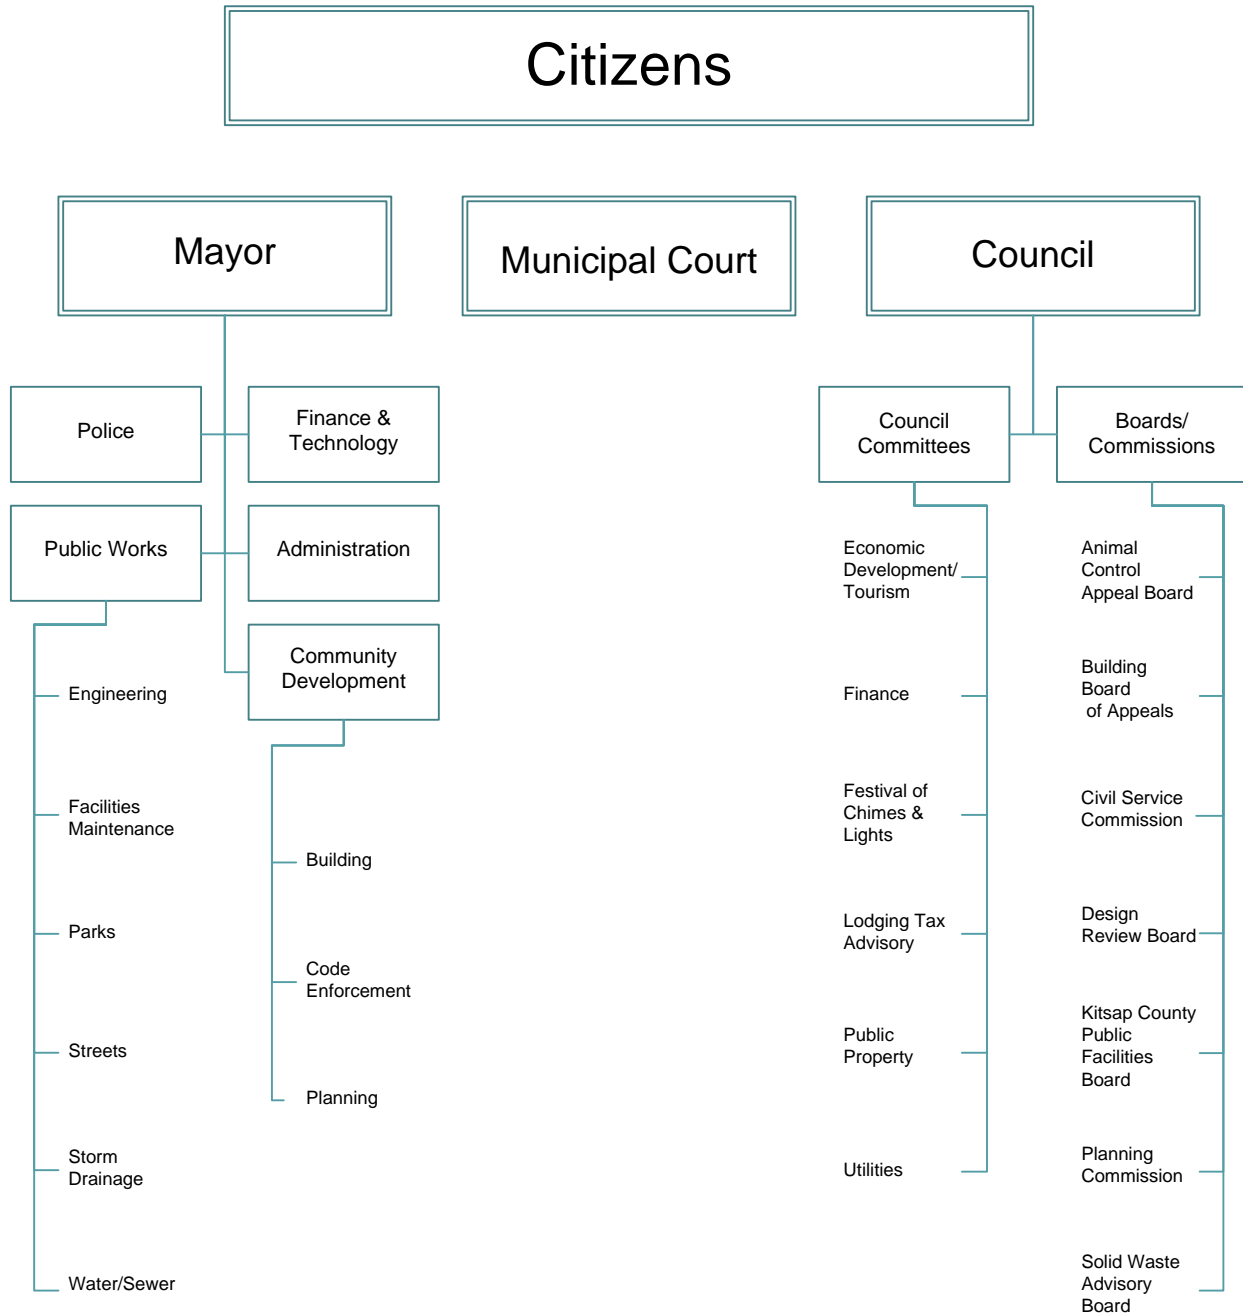 Citizens
Mayor
Municipal Court
Council
Police
Finance &
Technology
Public Works
Administration
Community
Development
Engineering
Facilities
Maintenance
Parks
Streets
Storm
Drainage
Water/Sewer
Building
Code
Enforcement
Planning
Council
Committees
Boards/
Commissions
Economic
Development/
Tourism
Finance
Festival of
Chimes &
Lights
Lodging Tax
Advisory
Public
Property
Utilities
Animal
Control
Appeal Board
Building
Board
of Appeals
Civil Service
Commission
Design
Review Board
Kitsap County
Public
Facilities
Board
Planning
Commission
Solid Waste
Advisory
Board